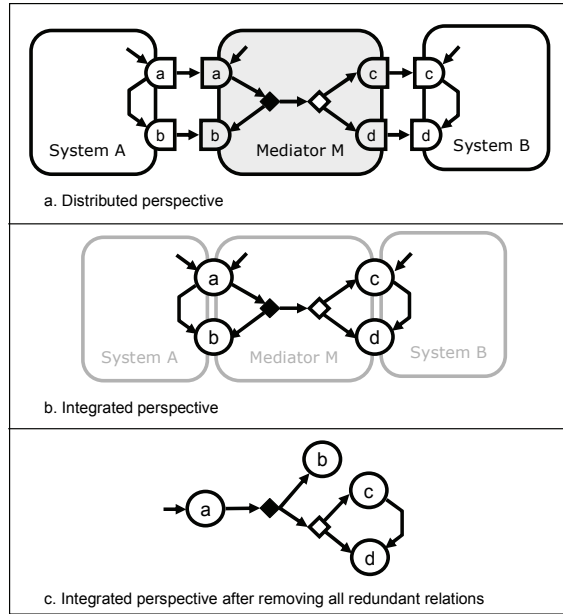 a a c c
b b d d
System A Mediator M System B
a. Distributed perspective
a c
b d
System A Mediator M System B
b. Integrated perspective
b
c
a
d
c. Integrated perspective after removing all redundant relations